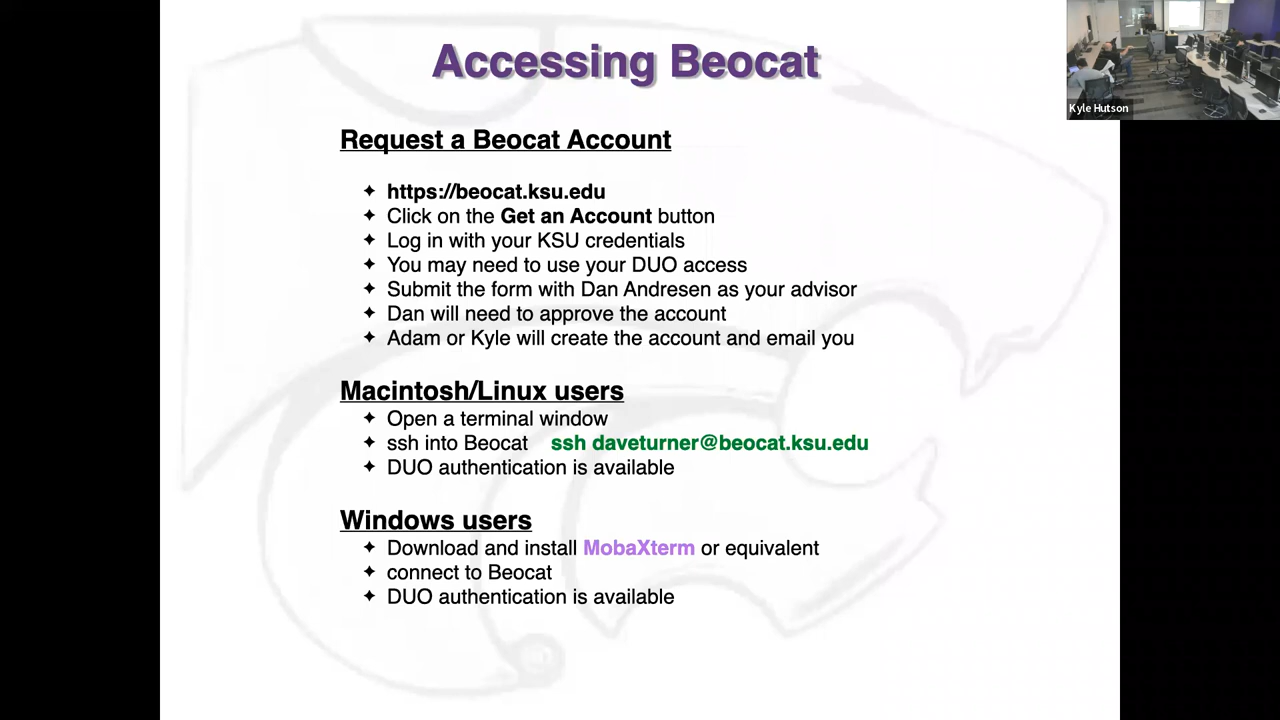 Accessing Beocat
Kyle Hutson
Request a Beocat Account
✦ https://beocat.ksu.edu
✦ Click on the Get an Account button
✦ Log in with your KSU credentials
✦ You may need to use your DUO access
✦ Submit the form with Dan Andresen as your advisor
✦ Dan will need to approve the account
✦ Adam or Kyle will create the account and email you
Macintosh/Linux users
✦ Open a terminal window
✦ ssh into Beocat ssh daveturner@beocat.ksu.edu
✦ DUO authentication is available
Windows users
✦ Download and install MobaXterm or equivalent
✦ connect to Beocat
✦ DUO authentication is available